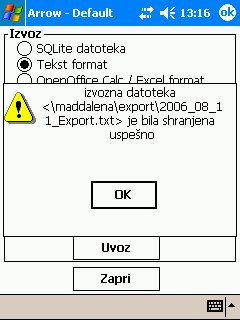 Arrow - Default 13:16 ok
Izvoz
SQLite datoteka
Tekst format
OpenOffice Calc / Excel format
izvozna datoteka
<\maddalena\export\2006_08_1
1_Export.txt> je bila shranjena
uspešno
OK
Uvoz
Zapri